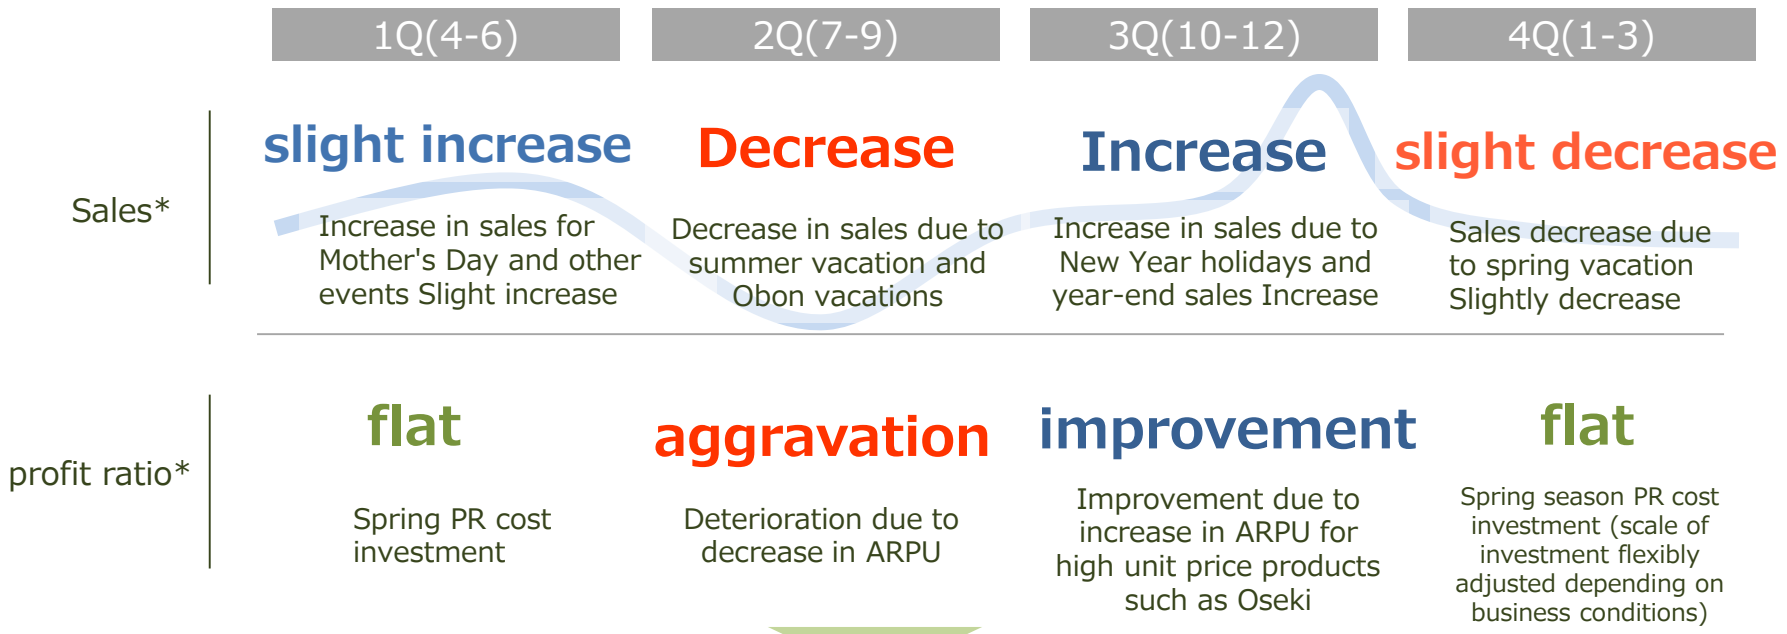 1Q(4-6)
2Q(7-9)
3Q(10-12)
4Q(1-3)
Sales*
slight increase
Increase in sales for
Mother's Day and other
events Slight increase
Decrease
Decrease in sales due to
summer vacation and
Obon vacations
Increase
Increase in sales due to
New Year holidays and
year-end sales Increase
slight decrease
Sales decrease due
to spring vacation
Slightly decrease
profit ratio*
flat
Spring PR cost
investment
aggravation
Deterioration due to
decrease in ARPU
improvement
Improvement due to
increase in ARPU for
high unit price products
such as Oseki
flat
Spring season PR cost
investment (scale of
investment flexibly
adjusted depending on
business conditions)